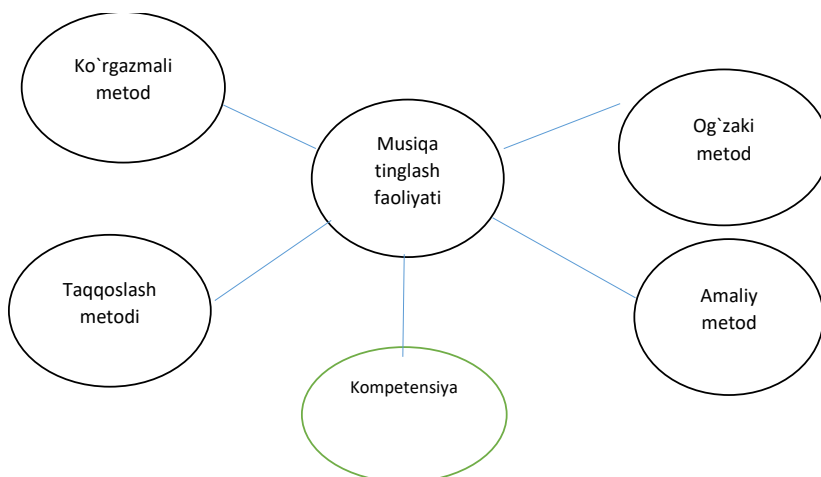 Ko`rgazmali
metod
Musiqa
tinglash
faoliyati
Og`zaki
metod
Taqqoslash
metodi
Amaliy
metod
Kompetensiya